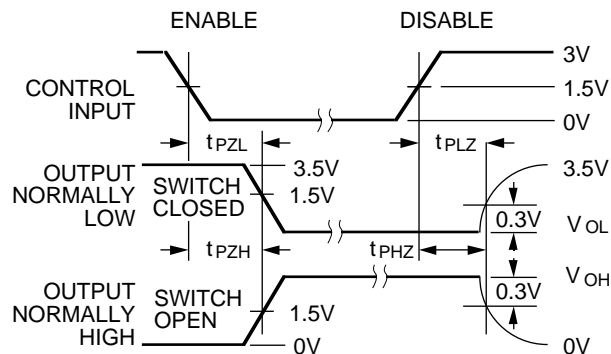 ENABLE
DISABLE
CONTROL
INPUT
3V
1.5V
0V
tPZL
tPLZ
OUTPUT
NORMALLY
LOW
SWITCH
CLOSED
3.5V
1.5V
3.5V
0.3V
VOL
tPZH
tPHZ
OUTPUT
NORMALLY
HIGH
SWITCH
OPEN
1.5V
0V
VOH
0.3V
0V